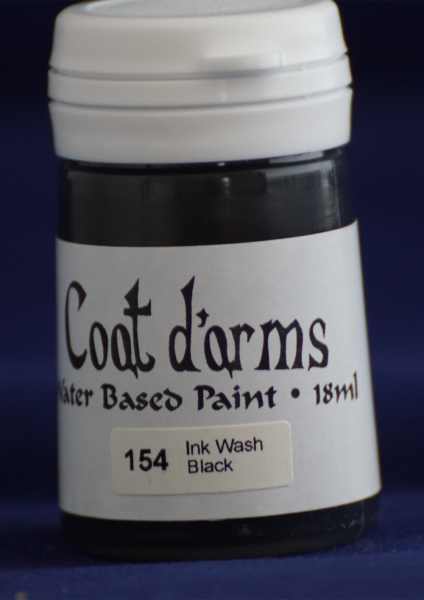 Coat d'arms
Water Based Paint • 18ml
154 Ink Wash
Black